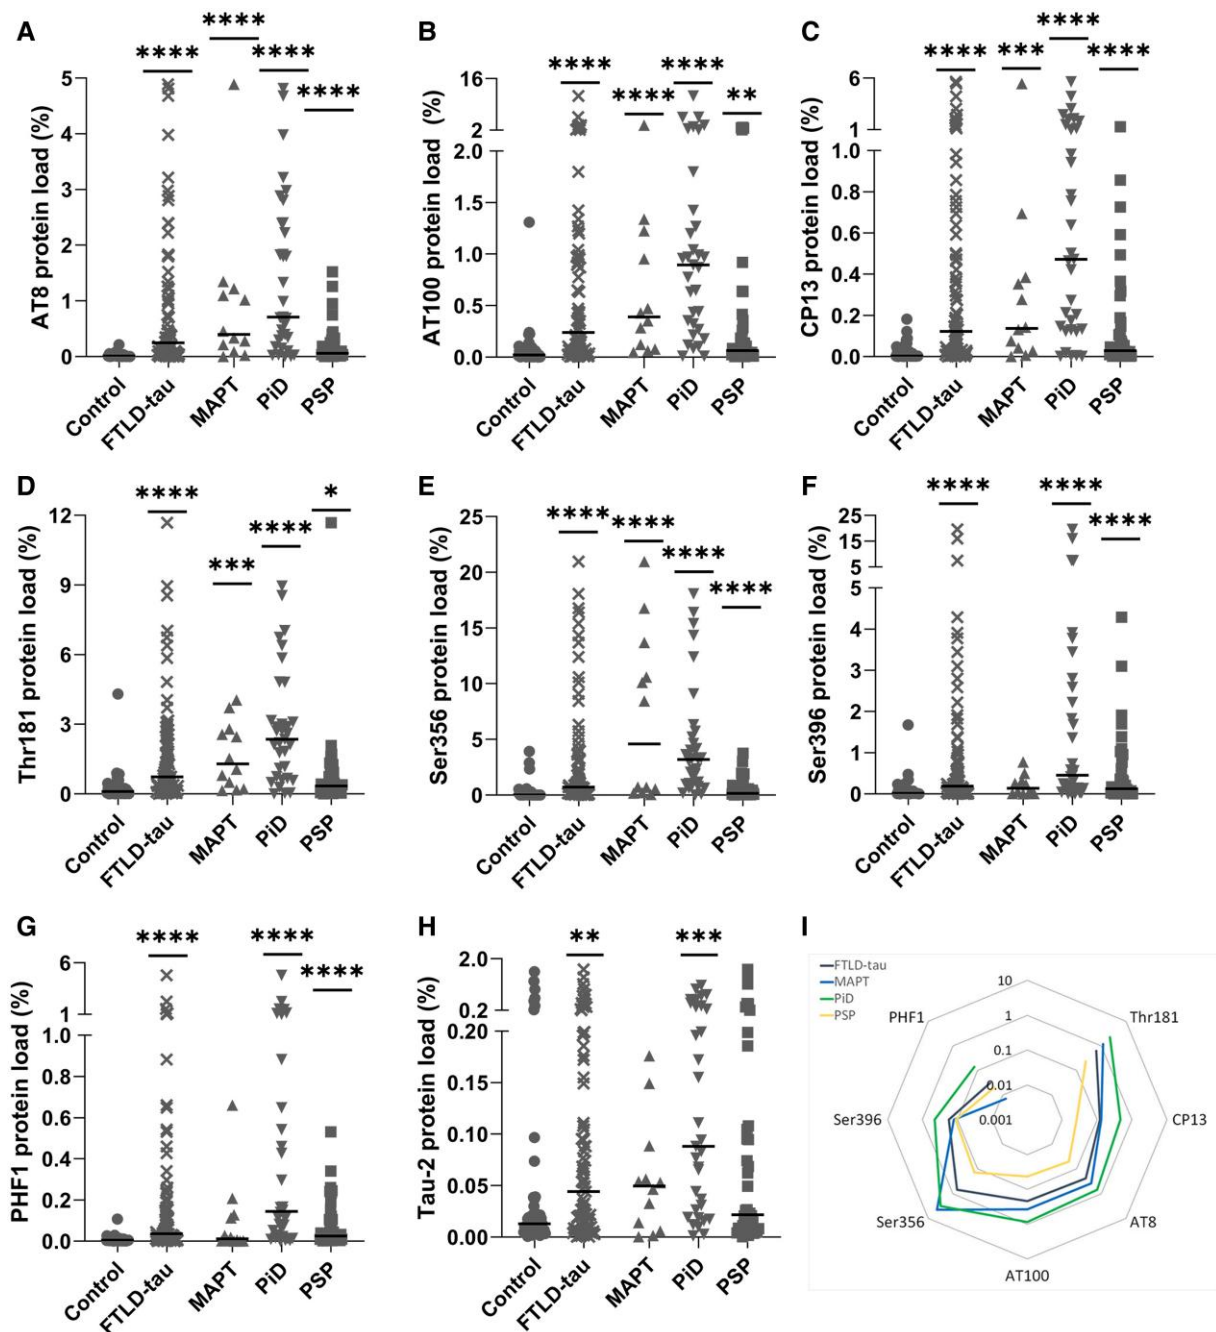 A
AT8 protein load (%)
5
4
3
2
1
0
****
****
****
****
Control
FTLD-tau
MAPT
PiD
PSP
B
AT100 protein load (%)
16
2
2.0
1.5
1.0
0.5
0.0
****
****
****
**
Control
FTLD-tau
MAPT
PiD
PSP
C
CP13 protein load (%)
6
1
1.0
0.8
0.6
0.4
0.2
0.0
****
***
****
****
Control
FTLD-tau
MAPT
PiD
PSP
D
Thr181 protein load (%)
12
9
6
3
0
****
***
****
*
Control
FTLD-tau
MAPT
PiD
PSP
E
Ser356 protein load (%)
25
20
15
10
5
0
****
****
****
****
Control
FTLD-tau
MAPT
PiD
PSP
F
Ser396 protein load (%)
25
15
5
5
4
3
2
1
0
****
****
****
Control
FTLD-tau
MAPT
PiD
PSP
G
PHF1 protein load (%)
6
1
1.0
0.8
0.6
0.4
0.2
0.0
****
****
****
Control
FTLD-tau
MAPT
PiD
PSP
H
Tau-2 protein load (%)
2.0
0.2
0.20
0.15
0.10
0.05
0.00
**
***
Control
FTLD-tau
MAPT
PiD
PSP
I
FTLD-tau
MAPT
PiD
PSP
10
1
0.1
0.01
0.001
Thr181
CP13
AT8
AT100
Ser356
Ser396
PHF1